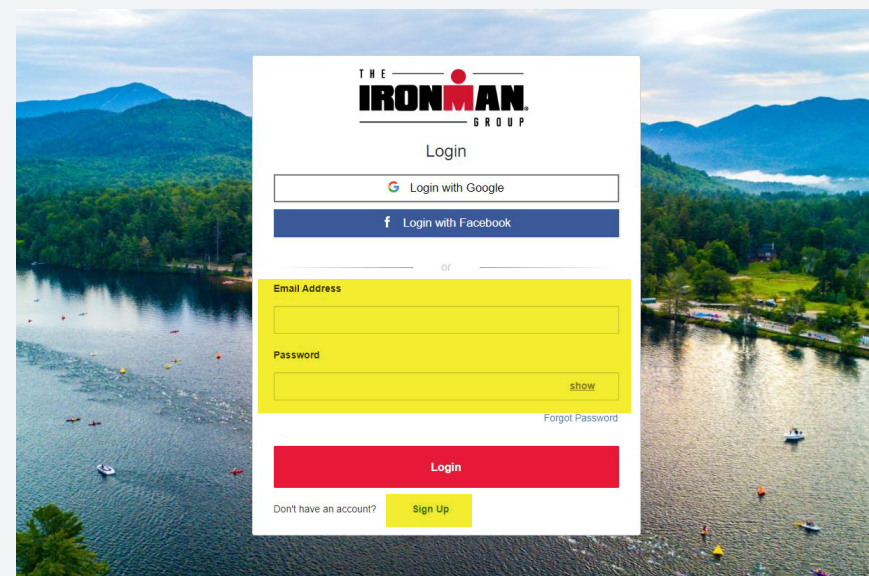 THE
IRONMAN®
GROUP
Login
Login with Google
Login with Facebook
or
Email Address
Password
show
Forgot Password
Login
Don't have an account? Sign Up